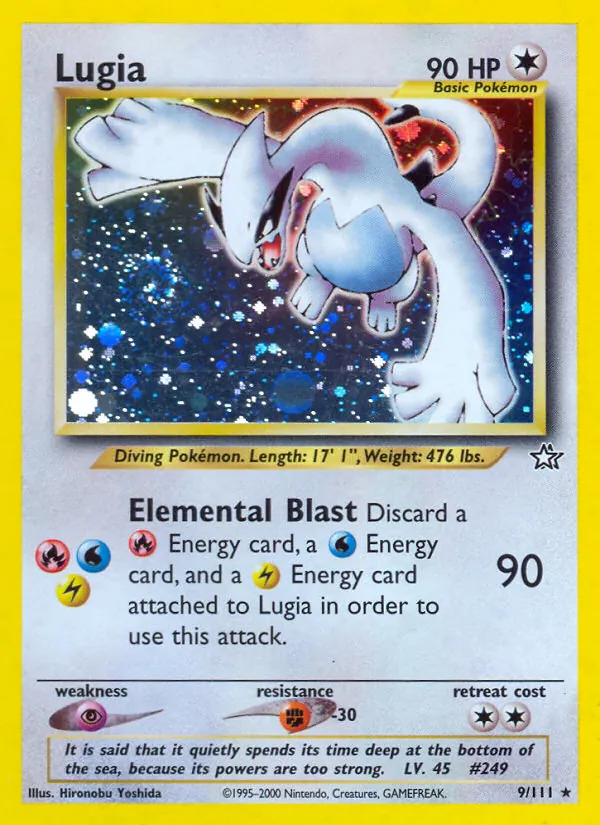 Lugia
90 HP
Basic Pokémon
Diving Pokémon. Length: 17' 1", Weight: 476 lbs.
Elemental Blast Discard a
Energy card, a Energy
card, and a Energy card
attached to Lugia in order to
use this attack.
90
weakness resistance retreat cost
-30
It is said that it quietly spends its time deep at the bottom of
the sea, because its powers are too strong. LV. 45 #249
Illus. Hironobu Yoshida ©1995-2000 Nintendo, Creatures, GAMEFREAK. 9/111 ★